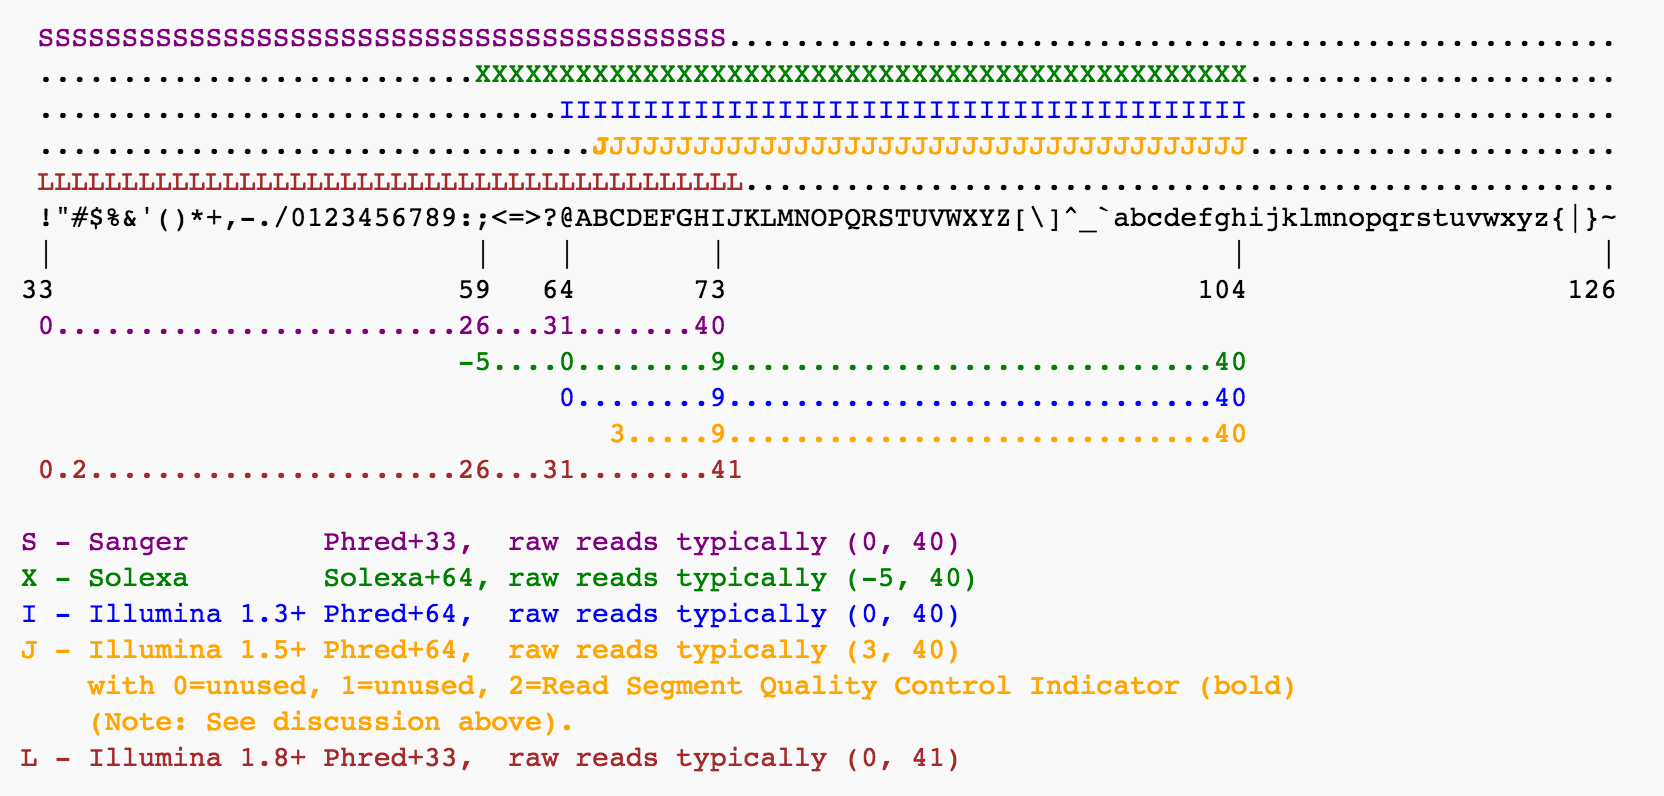 SSSSSSSSSSSSSSSSSSSSSSSSSSSSSSSSSSSSSSSSS.....................................................
..........................XXXXXXXXXXXXXXXXXXXXXXXXXXXXXXXXXXXXXXXXXXXXXX......................
...............................IIIIIIIIIIIIIIIIIIIIIIIIIIIIIIIIIIIIIIIII......................
.................................JJJJJJJJJJJJJJJJJJJJJJJJJJJJJJJJJJJJJJJ......................
LLLLLLLLLLLLLLLLLLLLLLLLLLLLLLLLLLLLLLLLLL....................................................
!"#$%&'()*+,-./0123456789:;<=>?@ABCDEFGHIJKLMNOPQRSTUVWXYZ[\]^_`abcdefghijklmnopqrstuvwxyz{|}~
| | | | | |
33 59 64 73 104 126
0........................26...31.......40
-5....0........9.............................40
0........9.............................40
3.....9.............................40
0.2......................26...31........41
S - Sanger Phred+33, raw reads typically (0, 40)
X - Solexa Solexa+64, raw reads typically (-5, 40)
I - Illumina 1.3+ Phred+64, raw reads typically (0, 40)
J - Illumina 1.5+ Phred+64, raw reads typically (3, 40)
with 0=unused, 1=unused, 2=Read Segment Quality Control Indicator (bold)
(Note: See discussion above).
L - Illumina 1.8+ Phred+33, raw reads typically (0, 41)